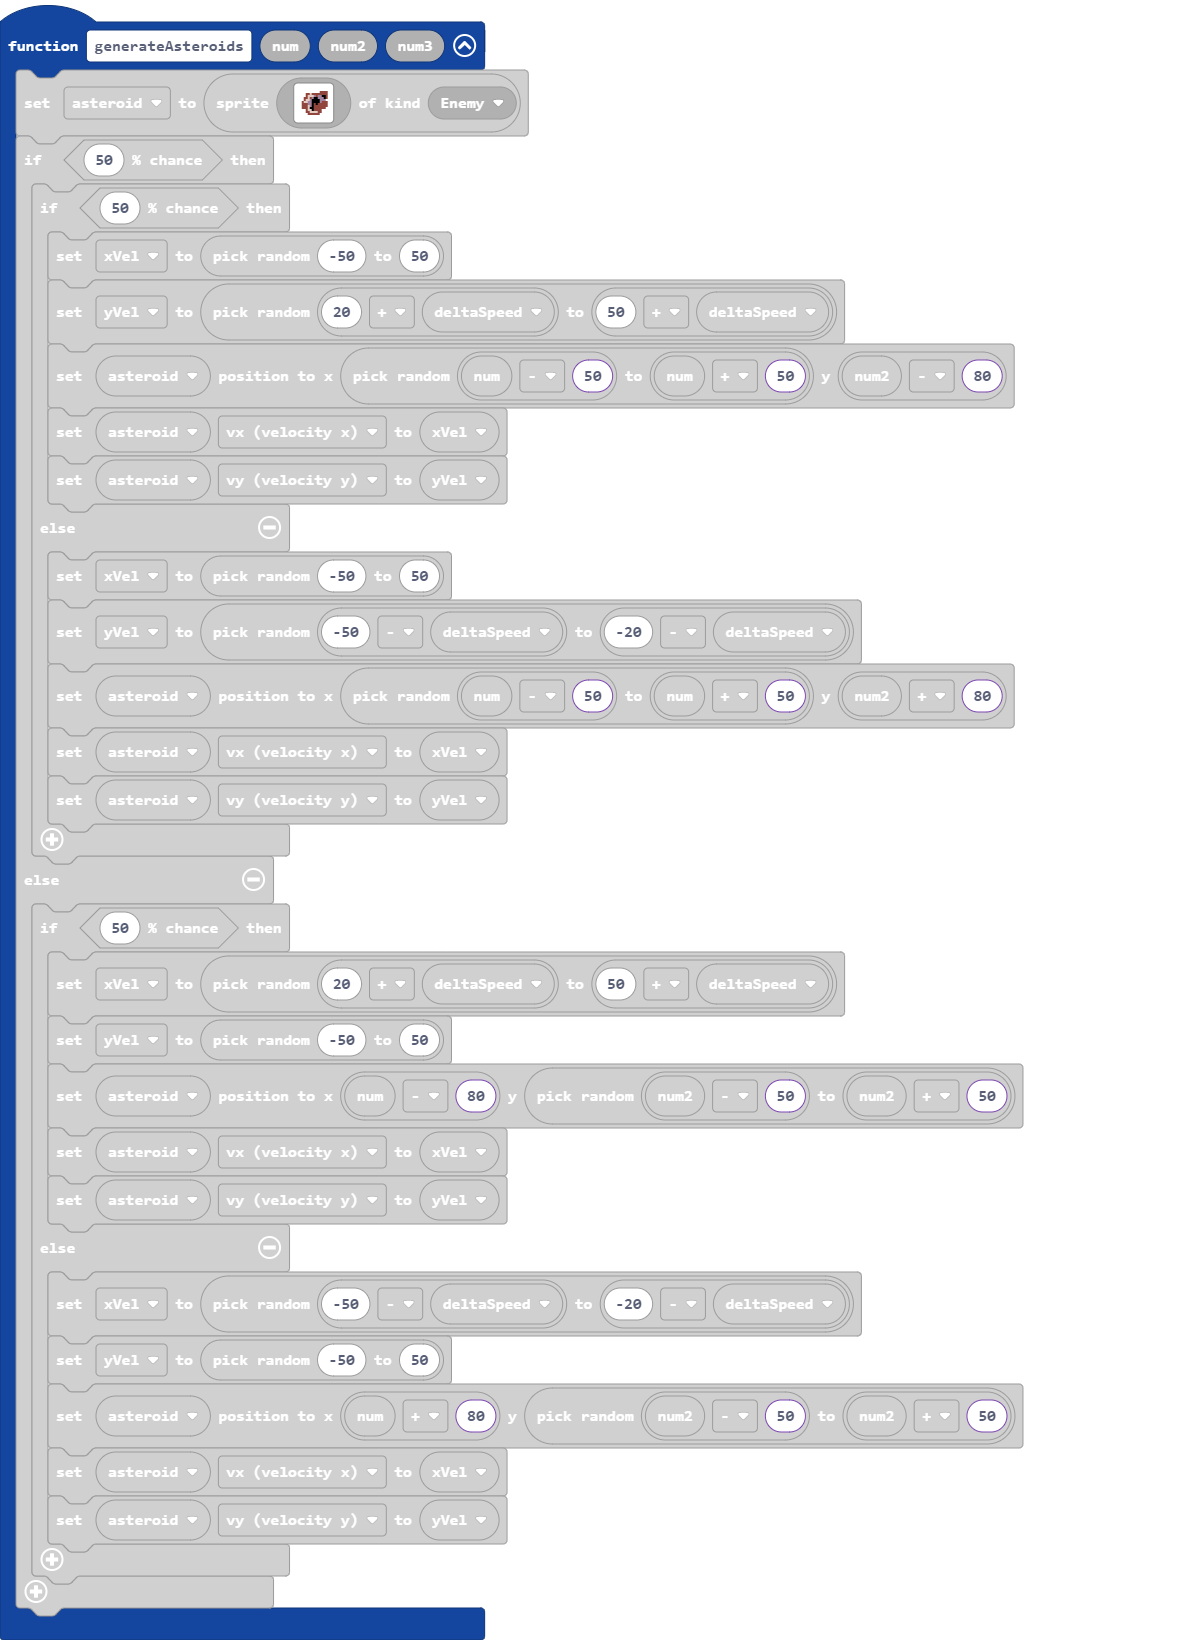 function generateAsteroids num num2 num3
set asteroid to sprite of kind Enemy
if 50 % chance then
if 50 % chance then
set xVel to pick random -50 to 50
set yVel to pick random 20 + deltaSpeed to 50 + deltaSpeed
set asteroid position to x pick random num - 50 to num + 50 y num2 - 80
set asteroid vx (velocity x) to xVel
set asteroid vy (velocity y) to yVel
else
set xVel to pick random -50 to 50
set yVel to pick random -50 - deltaSpeed to -20 - deltaSpeed
set asteroid position to x pick random num - 50 to num + 50 y num2 + 80
set asteroid vx (velocity x) to xVel
set asteroid vy (velocity y) to yVel
else
if 50 % chance then
set xVel to pick random 20 + deltaSpeed to 50 + deltaSpeed
set yVel to pick random -50 to 50
set asteroid position to x num - 80 y pick random num2 - 50 to num2 + 50
set asteroid vx (velocity x) to xVel
set asteroid vy (velocity y) to yVel
else
set xVel to pick random -50 - deltaSpeed to -20 - deltaSpeed
set yVel to pick random -50 to 50
set asteroid position to x num + 80 y pick random num2 - 50 to num2 + 50
set asteroid vx (velocity x) to xVel
set asteroid vy (velocity y) to yVel